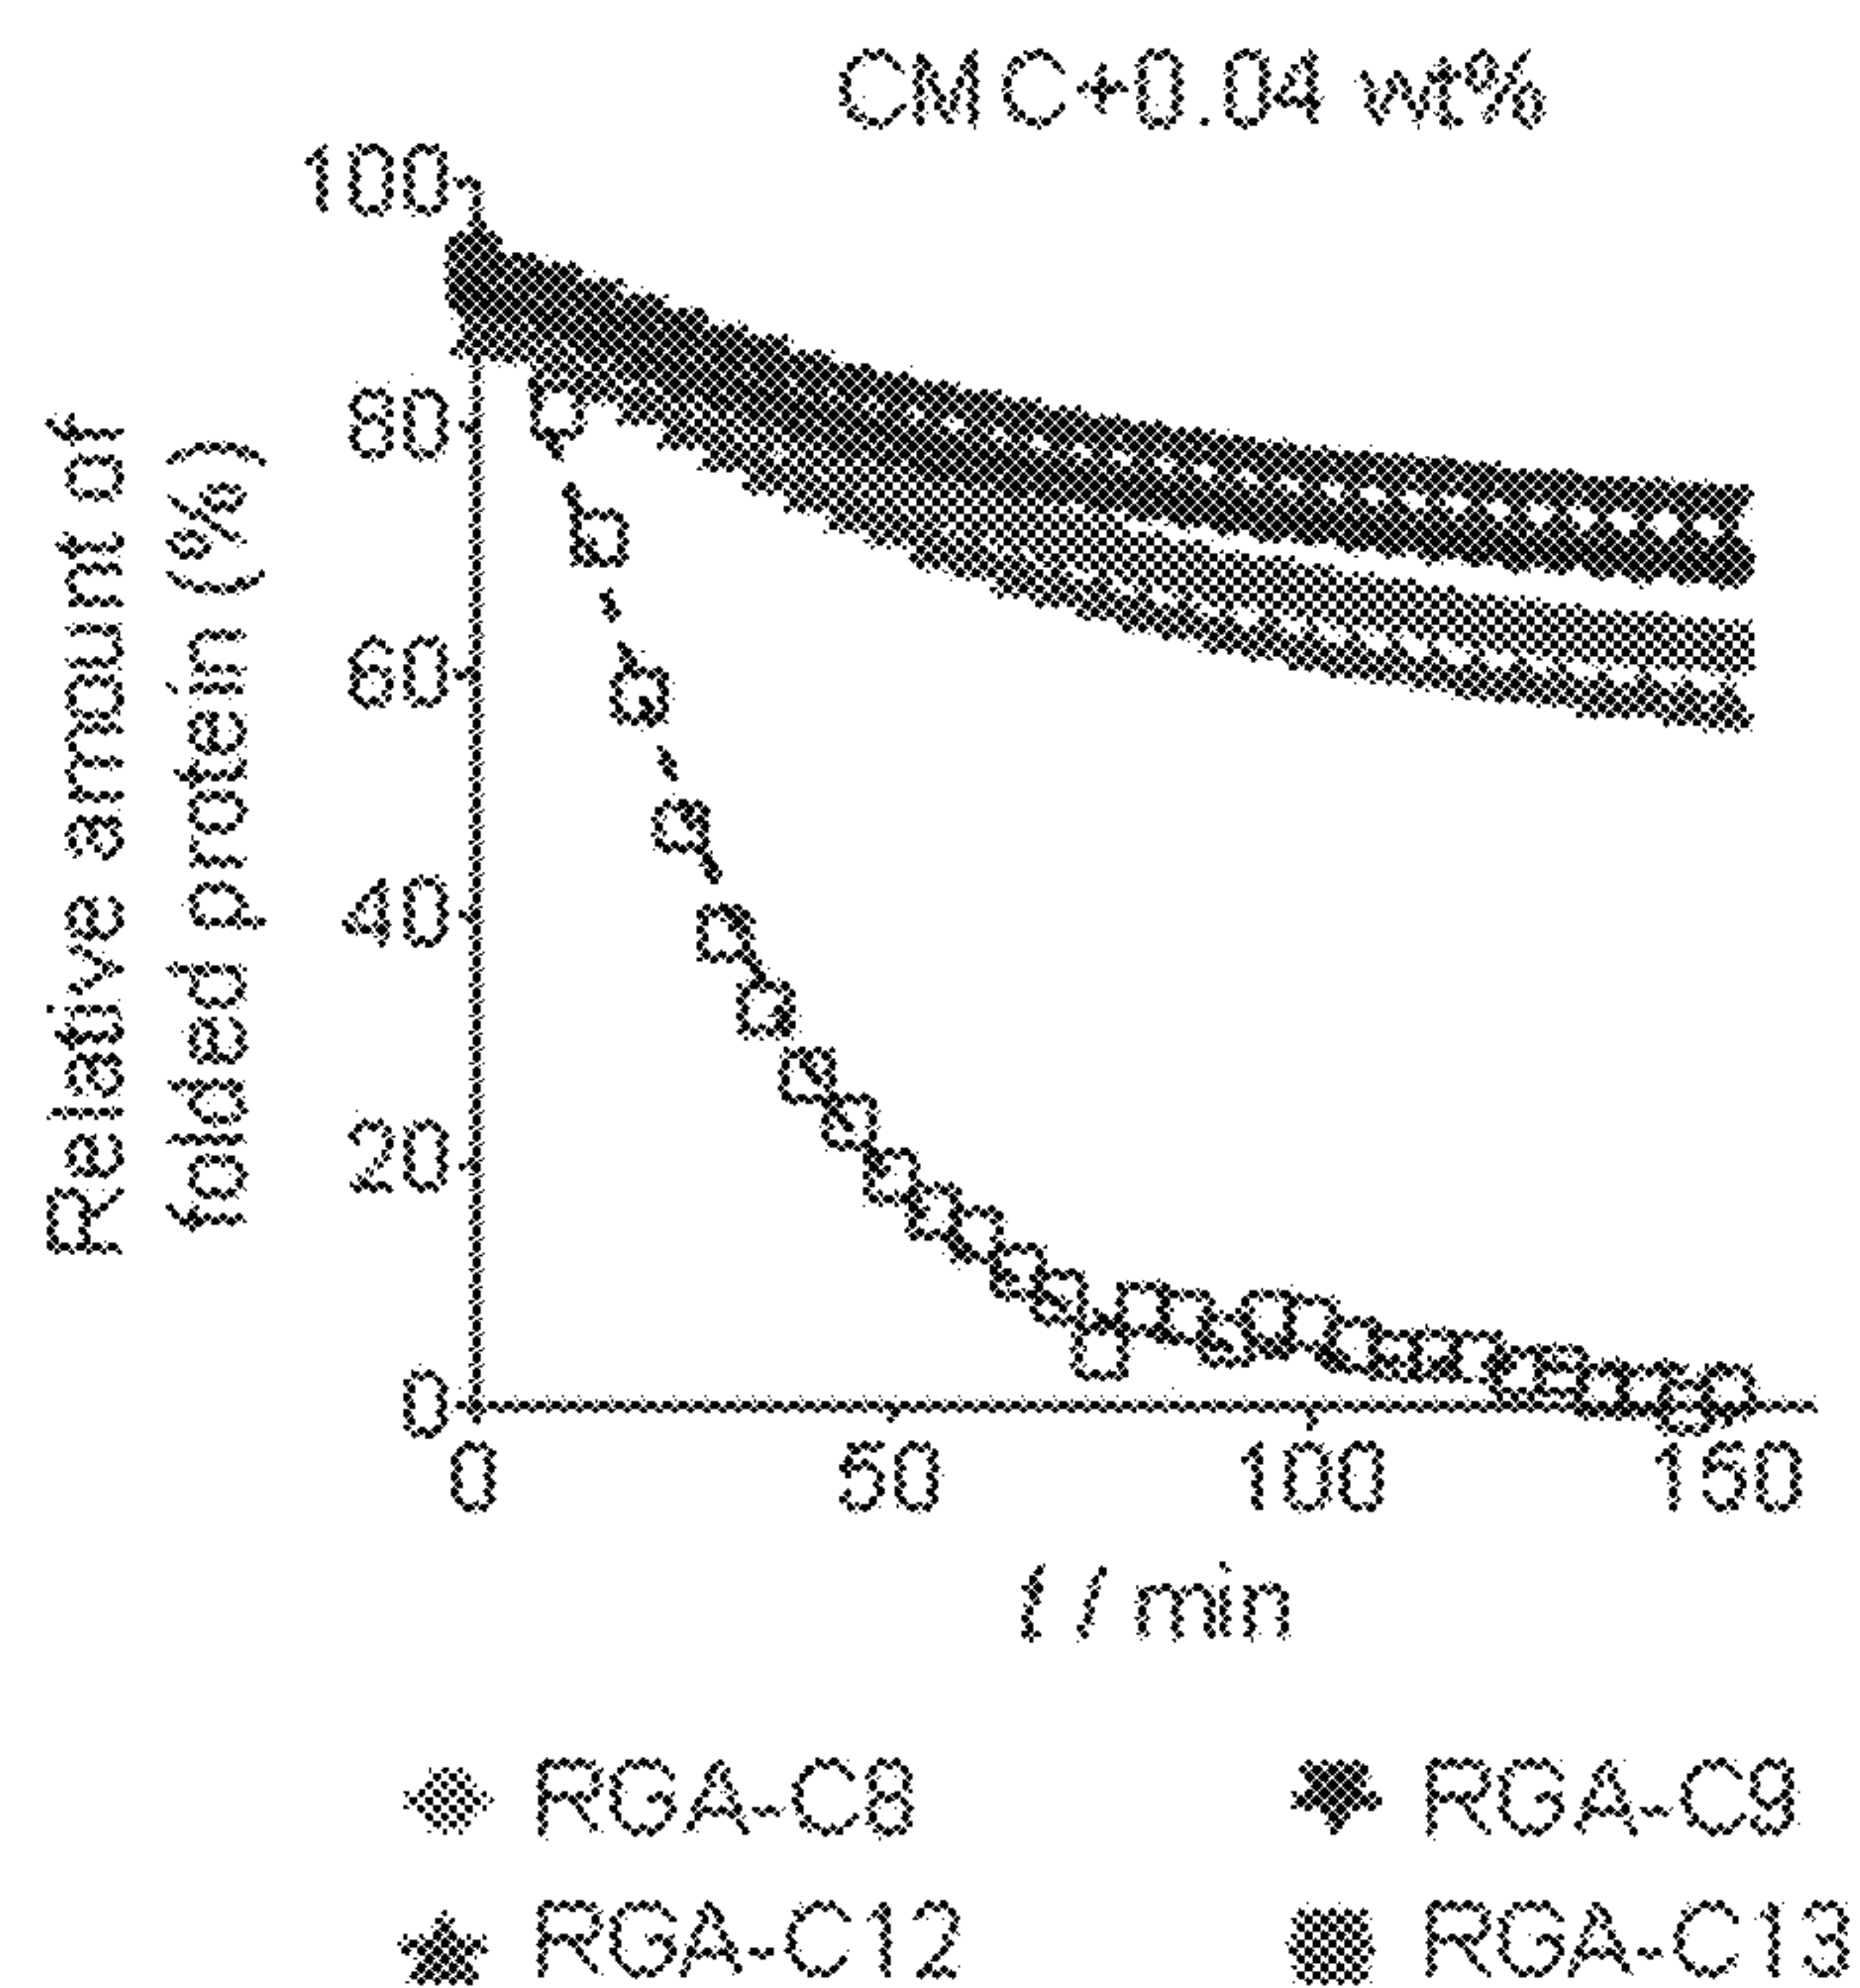 CMC+0.04 wt%
Relative amount of
folded protein (%)
100
80
60
40
20
0
0 50 100 150
t / min
RGA-C8 RGA-C9
RGA-C12 RGA-C13